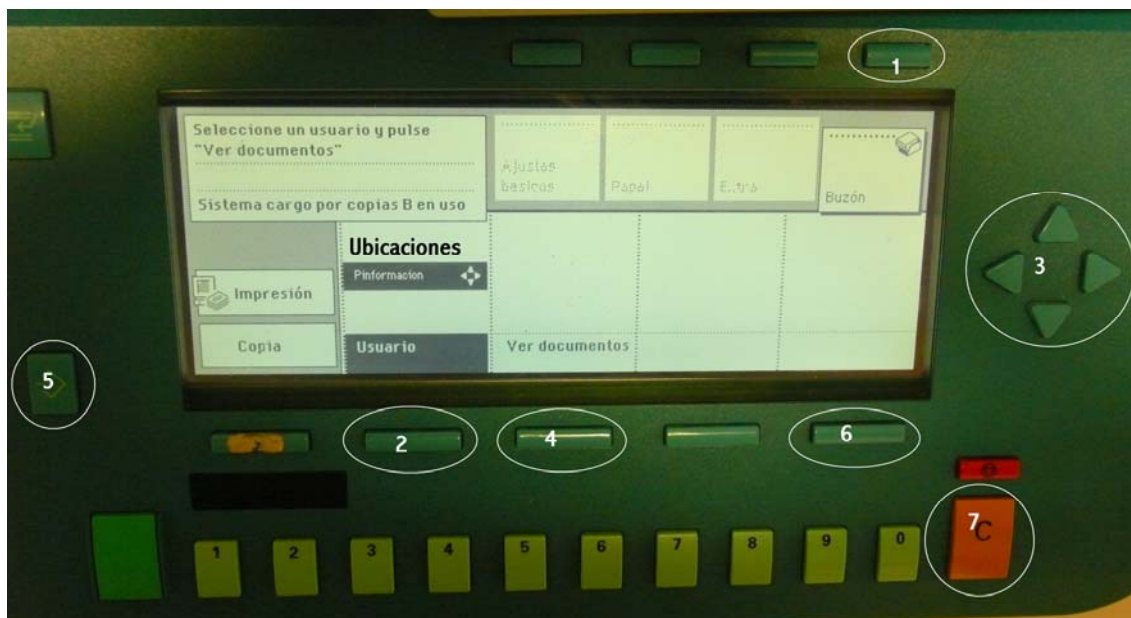 1
Seleccione un usuario y pulse
"Ver documentos"
Sistema cargo por copias B en uso
Ajustes
basicos
Papel
Extra
Buzón
Ubicaciones
Pinformacion
Impresión
Copia
Usuario
Ver documentos
3
5
2
4
6
z
7
C
1
2
3
4
5
6
7
8
9
0